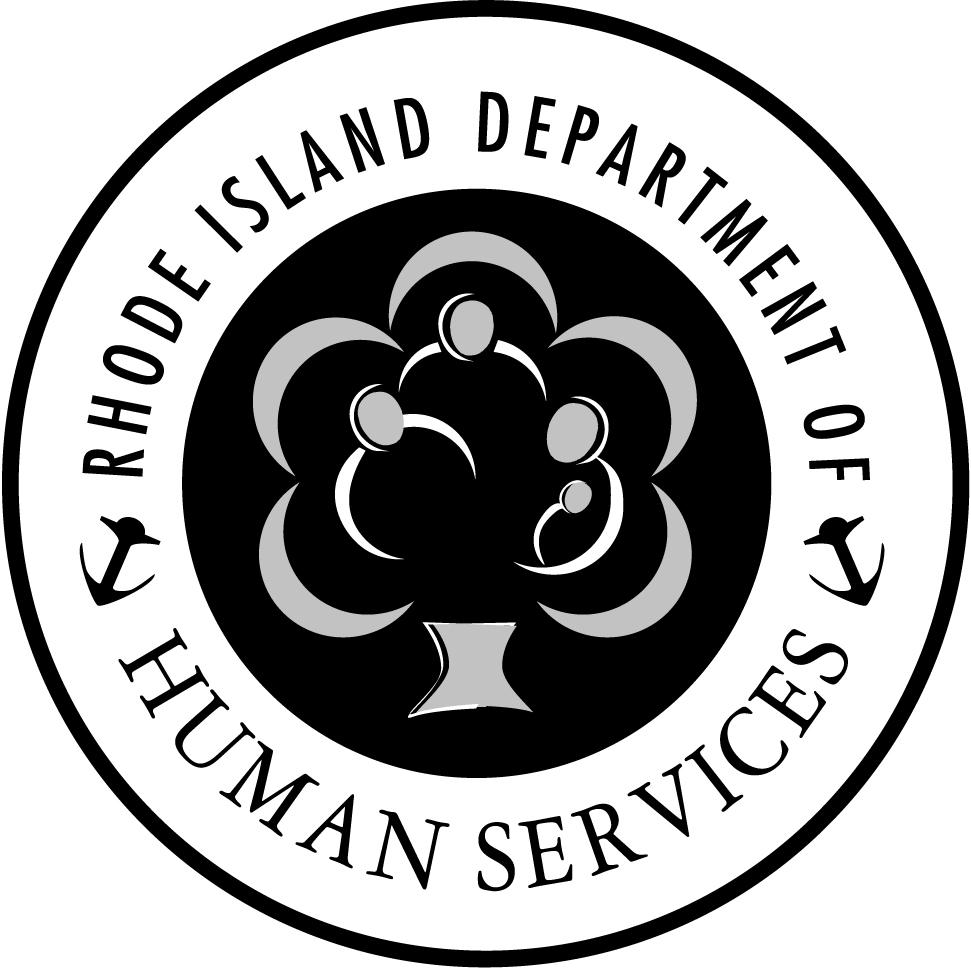 RHODE ISLAND DEPARTMENT OF
HUMAN SERVICES